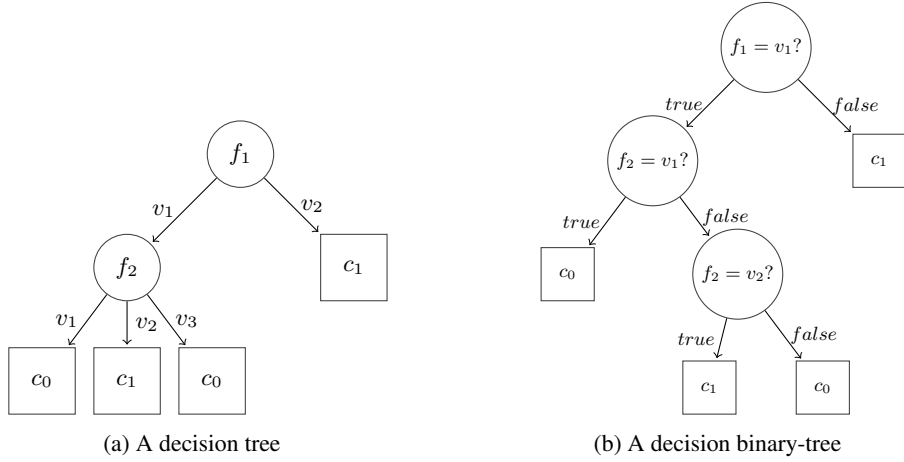 f₁
v₁
v₂
f₂
c₁
v₁
v₂
v₃
c₀
c₁
c₀
(a) A decision tree
f₁ = v₁?
true
false
f₂ = v₁?
c₁
true
false
c₀
f₂ = v₂?
true
false
c₁
c₀
(b) A decision binary-tree